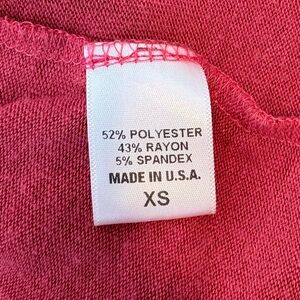 52% POLYESTER
43% RAYON
5% SPANDEX
MADE IN U.S.A.
XS